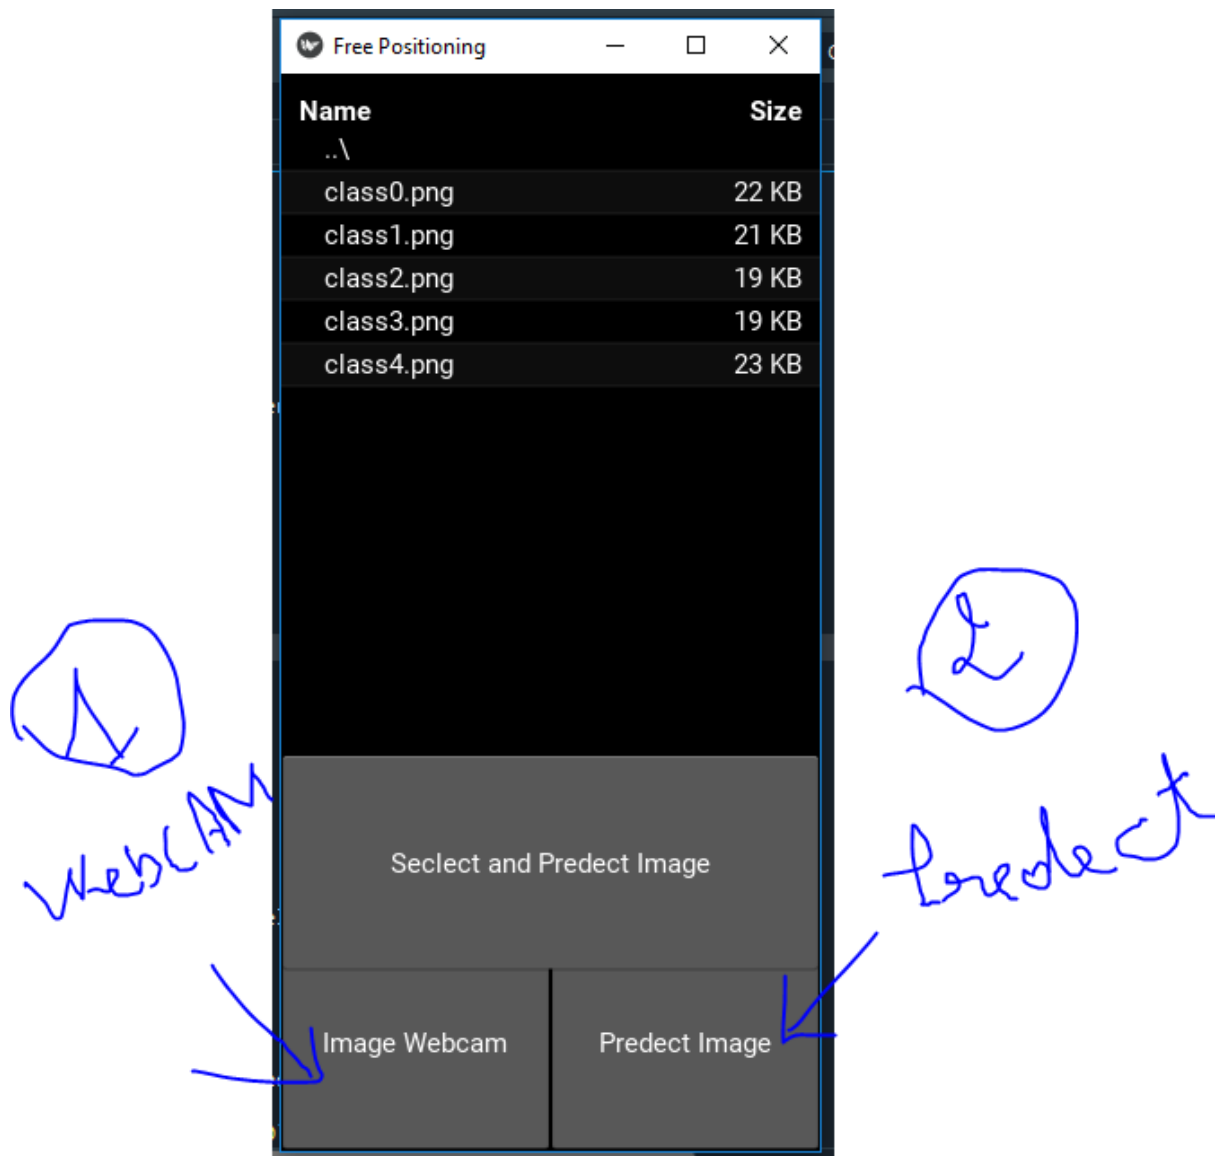 Free Positioning
Name Size
..\
class0.png 22 KB
class1.png 21 KB
class2.png 19 KB
class3.png 19 KB
class4.png 23 KB
1
2
WebCAM
Predect
Seclect and Predect Image
Image Webcam Predect Image